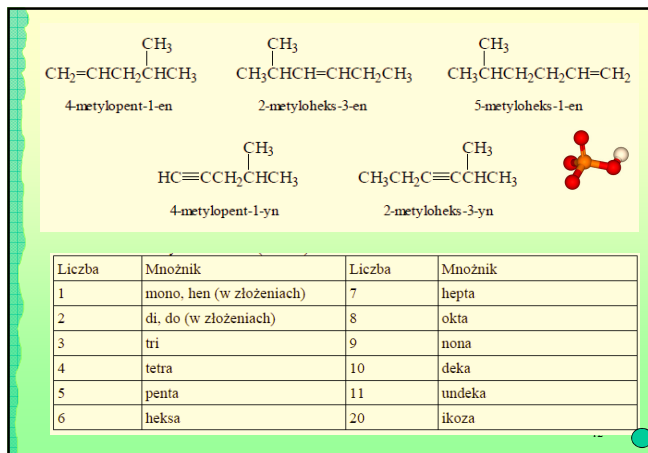 CH3
CH3
CH3
CH2=CHCH2CHCH3
CH3CHCH=CHCH2CH3
CH3CHCH2CH2CH=CH2
4-metylopent-1-en
2-metyloheks-3-en
5-metyloheks-1-en
CH3
CH3
HC≡CCH2CHCH3
CH3CH2C≡CCHCH3
4-metylopent-1-yn
2-metyloheks-3-yn
Liczba Mnożnik Liczba Mnożnik
1 mono, hen (w złożeniach) 7 hepta
2 di, do (w złożeniach) 8 okta
3 tri 9 nona
4 tetra 10 deka
5 penta 11 undeka
6 heksa 20 ikoza